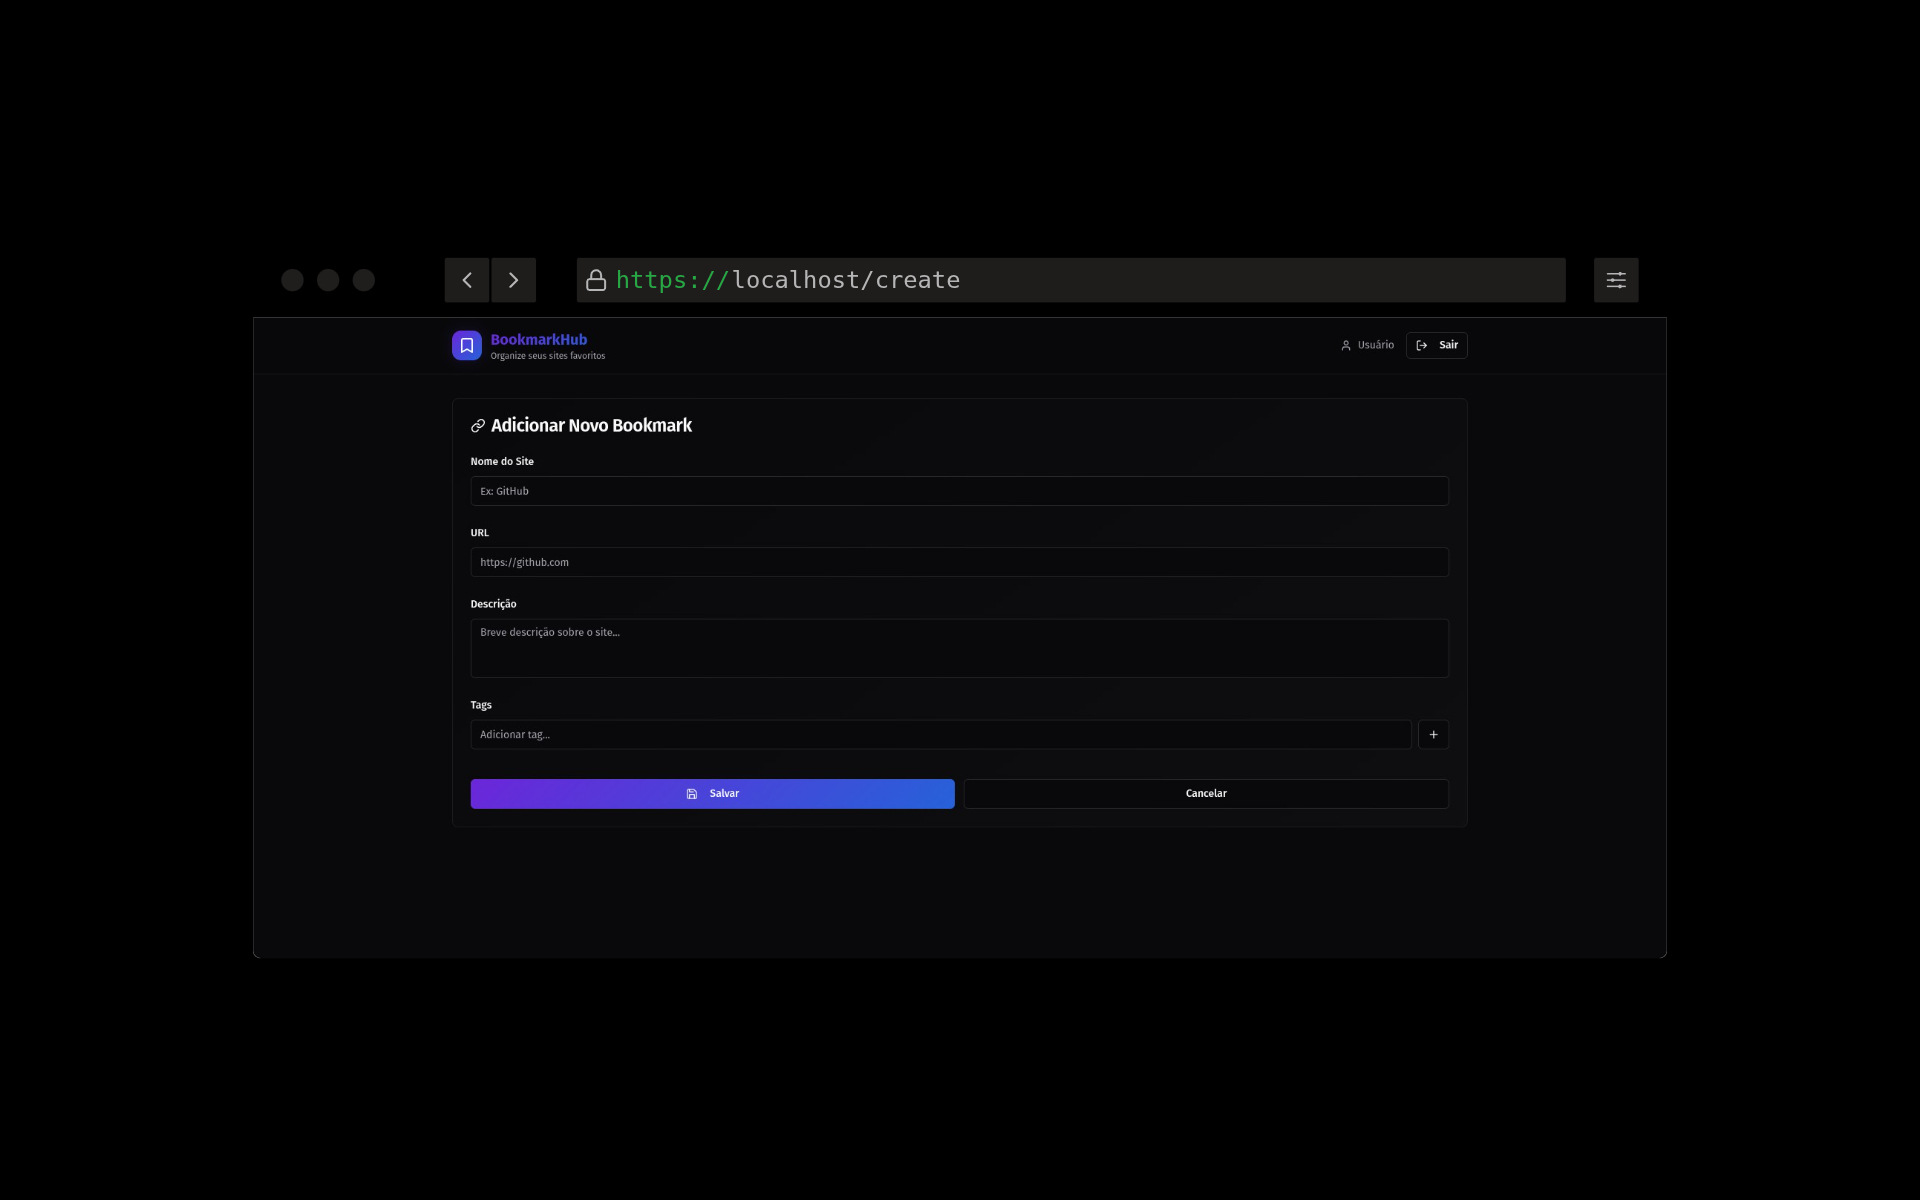 https://localhost/create
BookmarkHub
Organize seus sites favoritos
Usuário
Sair
Adicionar Novo Bookmark
Nome do Site
Ex: GitHub
URL
https://github.com
Descrição
Breve descrição sobre o site...
Tags
Adicionar tag...
+
Salvar
Cancelar